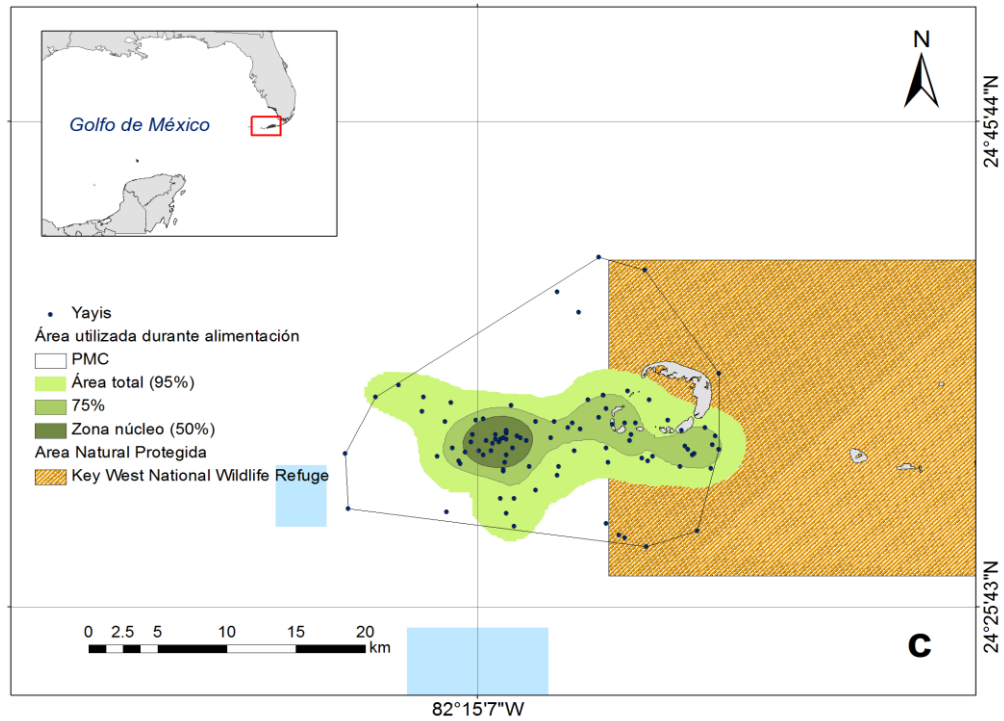 N
Golfo de México
24°45'44"N
Yayis
Área utilizada durante alimentación
PMC
Área total (95%)
75%
Zona núcleo (50%)
Area Natural Protegida
Key West National Wildlife Refuge
24°25'43"N
0 2.5 5 10 15 20
km
C
82°15'7"W